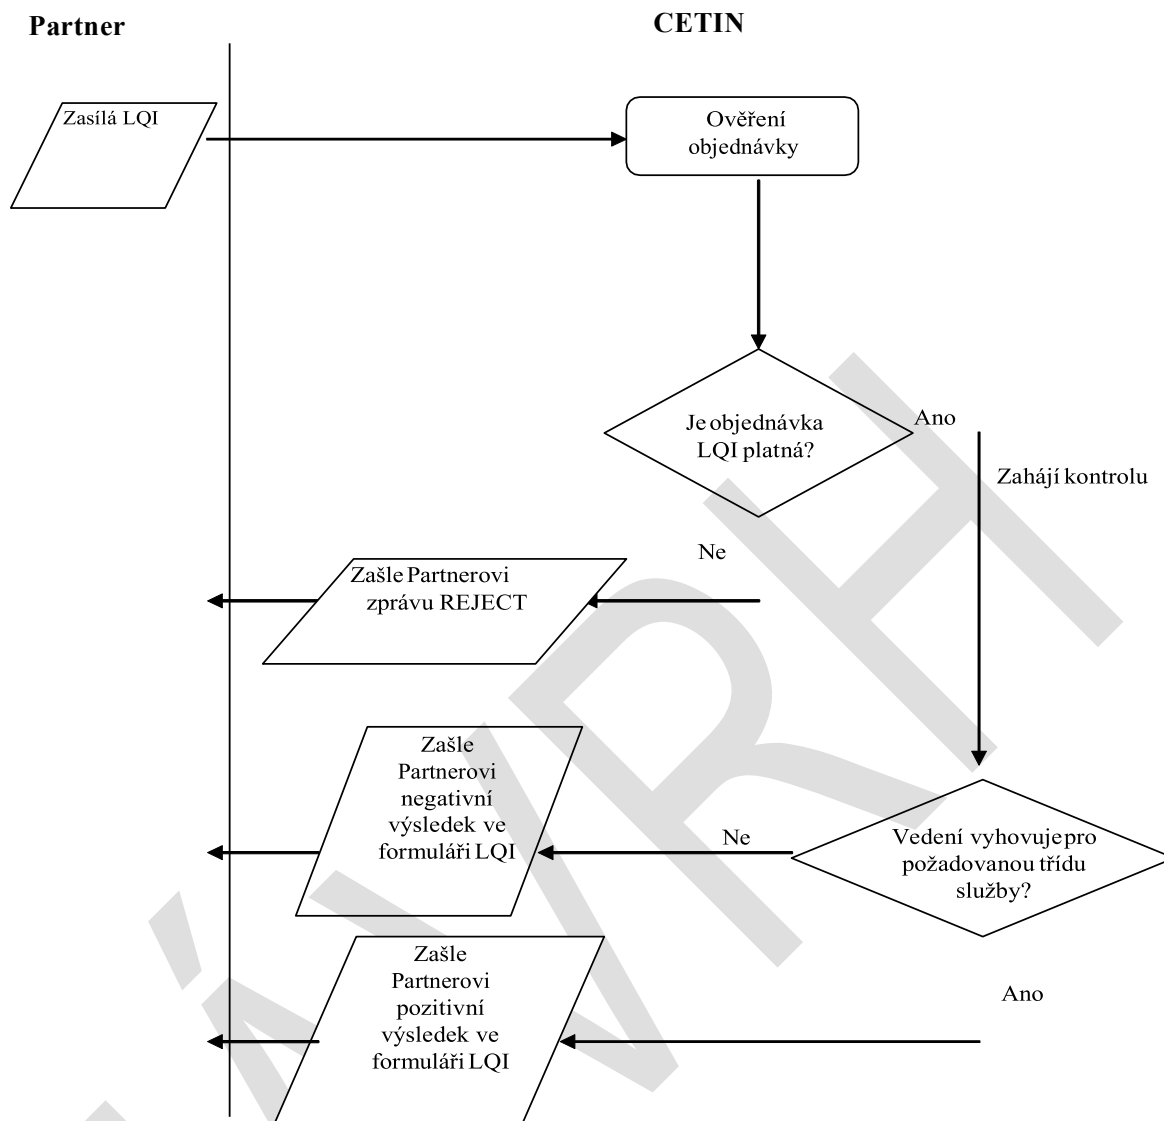 Partner
CETIN
Zasílá LQI
Ověření
objednávky
Je objednávka
LQI platná?
Ano
Zahájí kontrolu
Ne
Zašle Partnerovi
zprávu REJECT
Zašle
Partnerovi
negativní
výsledek ve
formuláři LQI
Ne
Vedení vyhovuje pro
požadovanou třídu
služby?
Zašle
Partnerovi
pozitivní
výsledek ve
formuláři LQI
Ano
ÁVRH